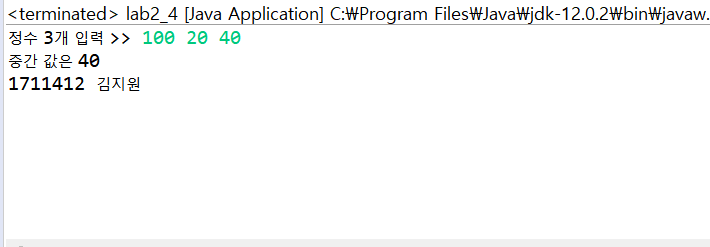 <terminated> lab2_4 [Java Application] C:₩Program Files₩Java₩jdk-12.0.2₩bin₩javaw.
정수 3개 입력 >> 100 20 40
중간 값은 40
1711412 김지원